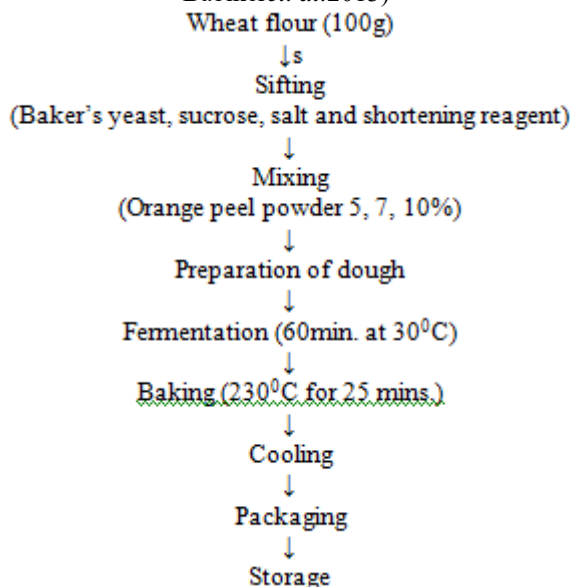 Wheat flour (100g)
↓s
Sifting
(Baker's yeast, sucrose, salt and shortening reagent)
↓
Mixing
(Orange peel powder 5, 7, 10%)
↓
Preparation of dough
↓
Fermentation (60min. at 30⁰C)
↓
Baking (230⁰C for 25 mins.)
↓
Cooling
↓
Packaging
↓
Storage